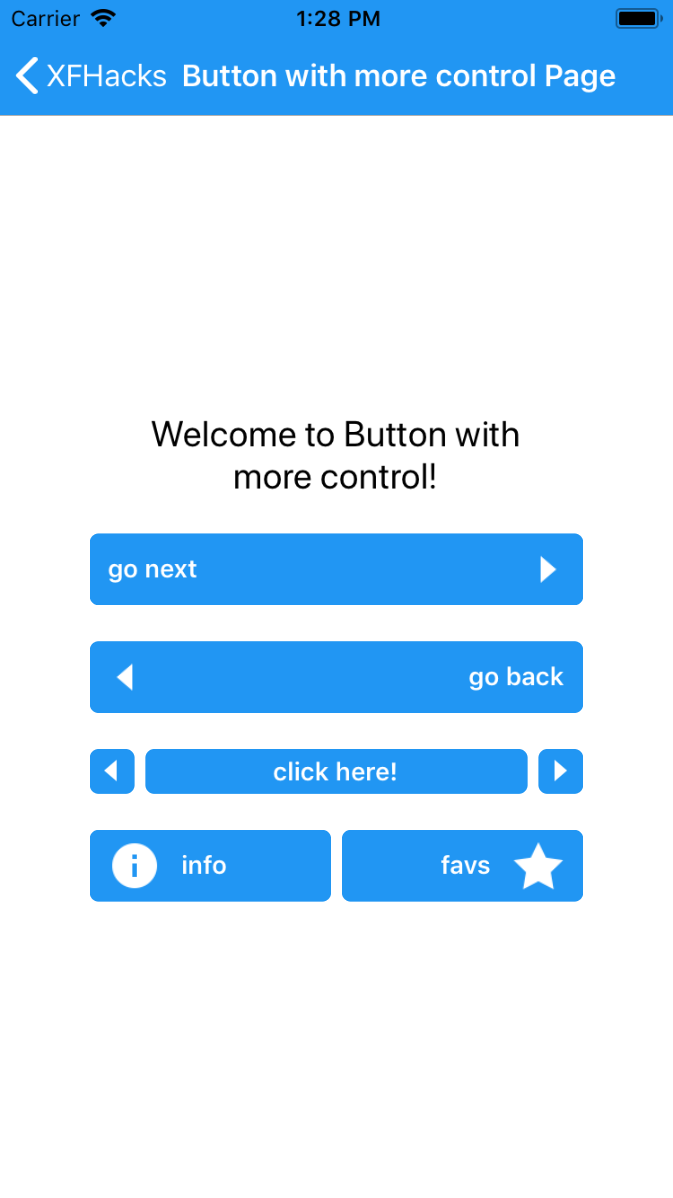 Carrier 1:28 PM
XFHacks Button with more control Page
Welcome to Button with
more control!
go next
go back
click here!
info favs